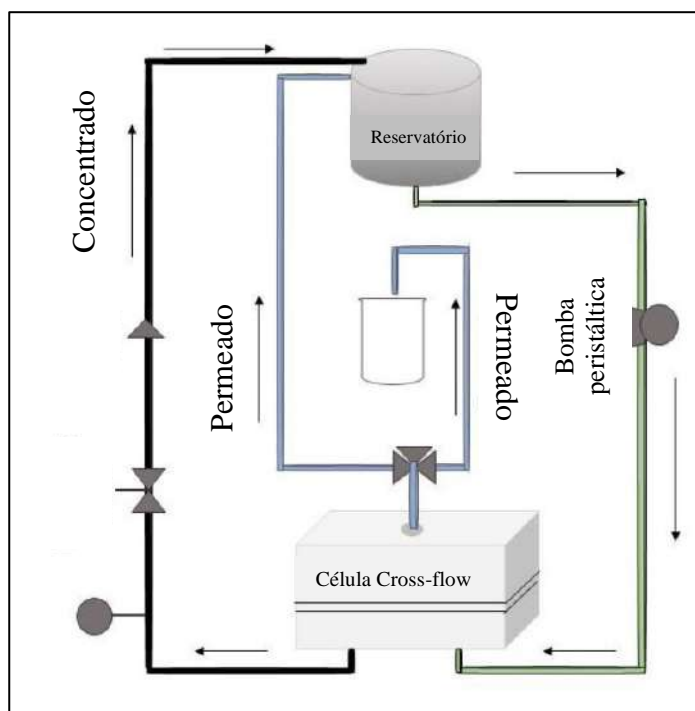 Reservatório
Concentrado
Permeado
Permeado
Bomba
peristáltica
Célula Cross-flow